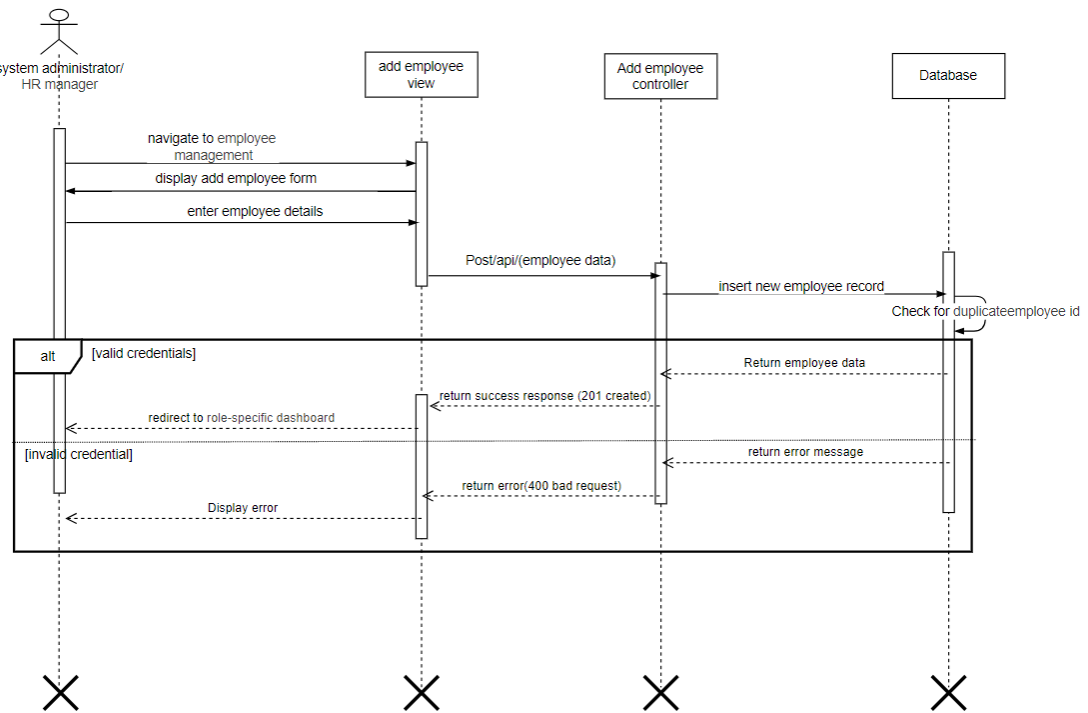 system administrator/
HR manager
add employee
view
Add employee
controller
Database
navigate to employee
management
display add employee form
enter employee details
Post/api/(employee data)
insert new employee record
Check for duplicateemployee id
alt
[valid credentials]
Return employee data
return success response (201 created)
redirect to role-specific dashboard
[invalid credential]
return error message
return error(400 bad request)
Display error